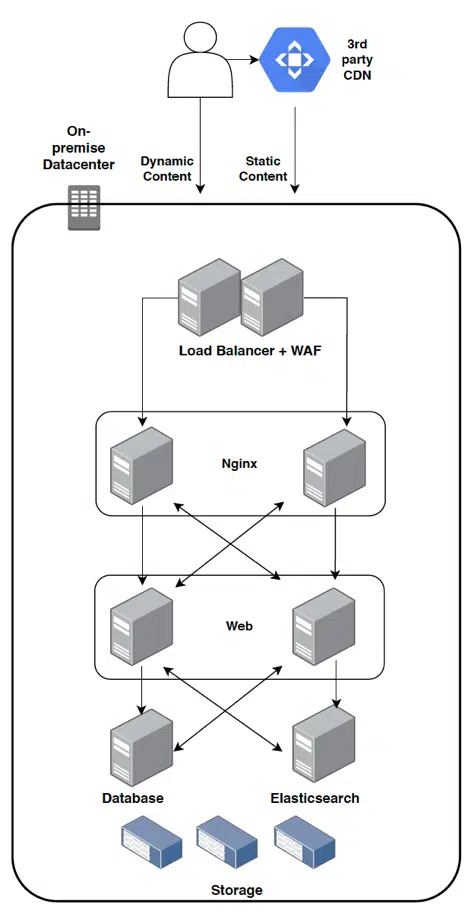 3rd
party
CDN
On-
premise
Datacenter
Dynamic
Content
Static
Content
Load Balancer + WAF
Nginx
Web
Database
Elasticsearch
Storage